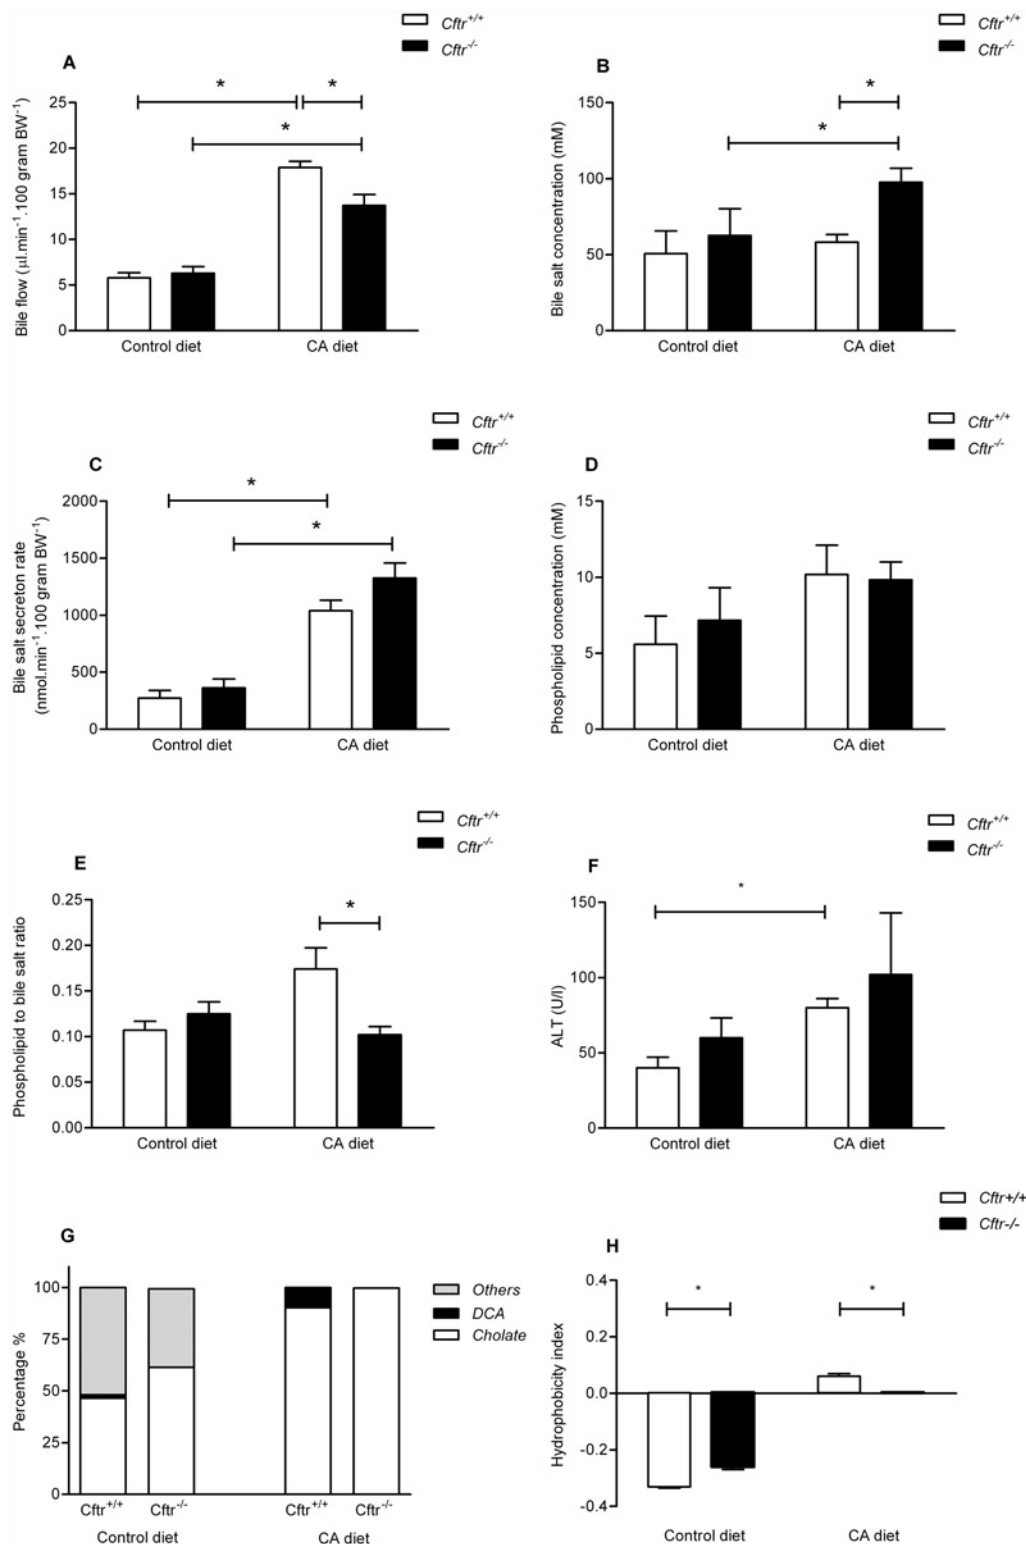 Cftr+/+
Cftr-/-
A
* *
*
Bile flow (µl.min⁻¹.100 gram BW⁻¹)
25
20
15
10
5
0
Control diet CA diet
Cftr+/+
Cftr-/-
B
*
*
Bile salt concentration (mM)
150
100
50
0
Control diet CA diet
Cftr+/+
Cftr-/-
C
*
*
Bile salt secreton rate
(nmol.min⁻¹.100 gram BW⁻¹)
2000
1500
1000
500
0
Control diet CA diet
Cftr+/+
Cftr-/-
D
Phospholipid concentration (mM)
15
10
5
0
Control diet CA diet
Cftr+/+
Cftr-/-
E
*
Phospholipid to bile salt ratio
0.25
0.20
0.15
0.10
0.05
0.00
Control diet CA diet
Cftr+/+
Cftr-/-
F
*
ALT (U/l)
150
100
50
0
Control diet CA diet
G
Percentage %
100
75
50
25
0
Others
DCA
Cholate
Cftr+/+ Cftr-/- Cftr+/+ Cftr-/-
Control diet CA diet
Cftr+/+
Cftr-/-
H
* *
Hydrophobicity index
0.4
0.2
0.0
-0.2
-0.4
Control diet CA diet